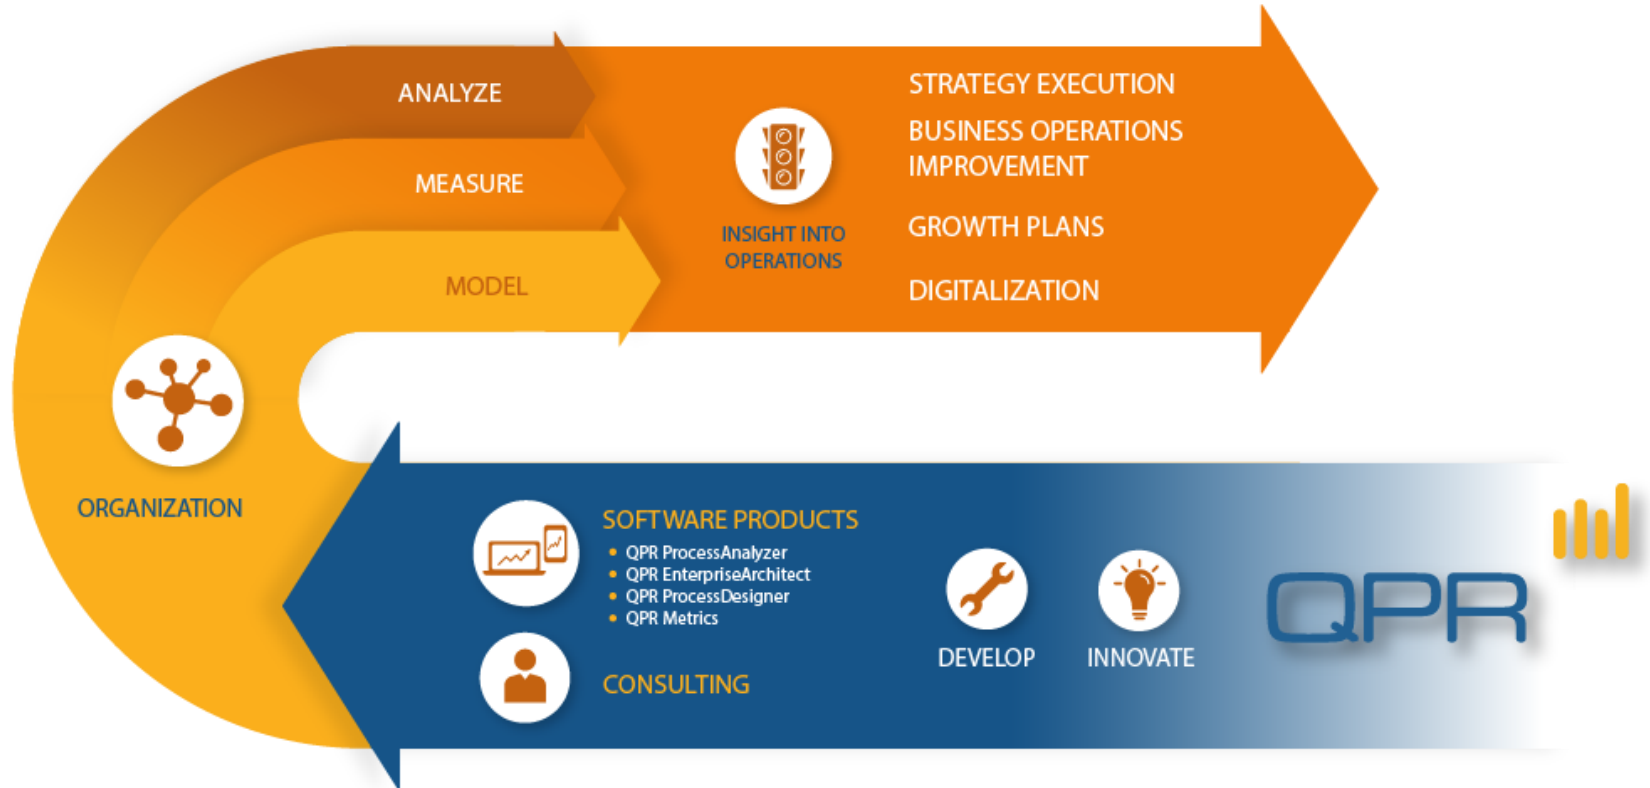 ANALYZE
MEASURE
MODEL
INSIGHT INTO
OPERATIONS
STRATEGY EXECUTION
BUSINESS OPERATIONS
IMPROVEMENT
GROWTH PLANS
DIGITALIZATION
ORGANIZATION
SOFTWARE PRODUCTS
• QPR ProcessAnalyzer
• QPR EnterpriseArchitect
• QPR ProcessDesigner
• QPR Metrics
CONSULTING
DEVELOP
INNOVATE
QPR